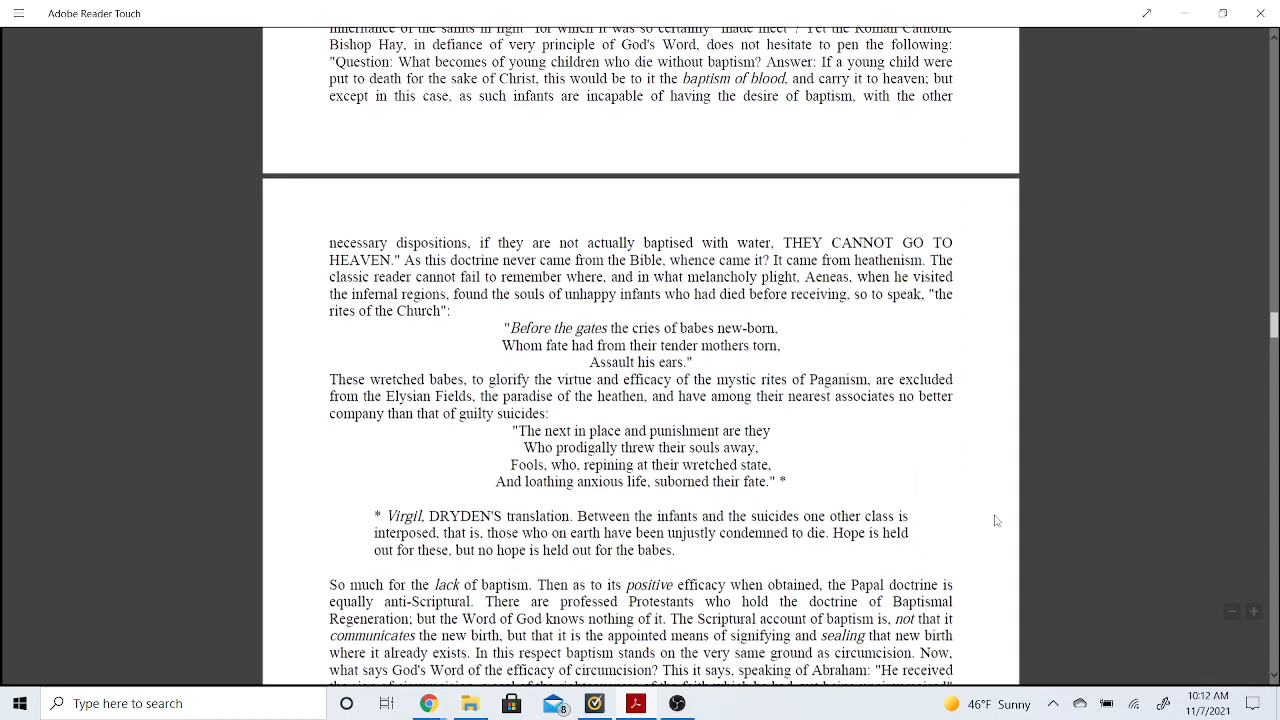 Adobe Reader Touch
inheritance of the saints in light" for which it was so certainly "made meet"? Yet the Roman Catholic
Bishop Hay, in defiance of very principle of God's Word, does not hesitate to pen the following:
"Question: What becomes of young children who die without baptism? Answer: If a young child were
put to death for the sake of Christ, this would be to it the baptism of blood, and carry it to heaven; but
except in this case, as such infants are incapable of having the desire of baptism, with the other
necessary dispositions, if they are not actually baptised with water, THEY CANNOT GO TO
HEAVEN." As this doctrine never came from the Bible, whence came it? It came from heathenism. The
classic reader cannot fail to remember where, and in what melancholy plight, Aeneas, when he visited
the infernal regions, found the souls of unhappy infants who had died before receiving, so to speak, "the
rites of the Church":
"Before the gates the cries of babes new-born,
Whom fate had from their tender mothers torn,
Assault his ears."
These wretched babes, to glorify the virtue and efficacy of the mystic rites of Paganism, are excluded
from the Elysian Fields, the paradise of the heathen, and have among their nearest associates no better
company than that of guilty suicides:
"The next in place and punishment are they
Who prodigally threw their souls away,
Fools, who, repining at their wretched state,
And loathing anxious life, suborned their fate." *
* Virgil, DRYDEN'S translation. Between the infants and the suicides one other class is
interposed, that is, those who on earth have been unjustly condemned to die. Hope is held
out for these, but no hope is held out for the babes.
So much for the lack of baptism. Then as to its positive efficacy when obtained, the Papal doctrine is
equally anti-Scriptural. There are professed Protestants who hold the doctrine of Baptismal
Regeneration; but the Word of God knows nothing of it. The Scriptural account of baptism is, not that it
communicates the new birth, but that it is the appointed means of signifying and sealing that new birth
where it already exists. In this respect baptism stands on the very same ground as circumcision. Now,
what says God's Word of the efficacy of circumcision? This it says, speaking of Abraham: "He received
Type here to search
8
46°F Sunny
10:12 AM
11/7/2021